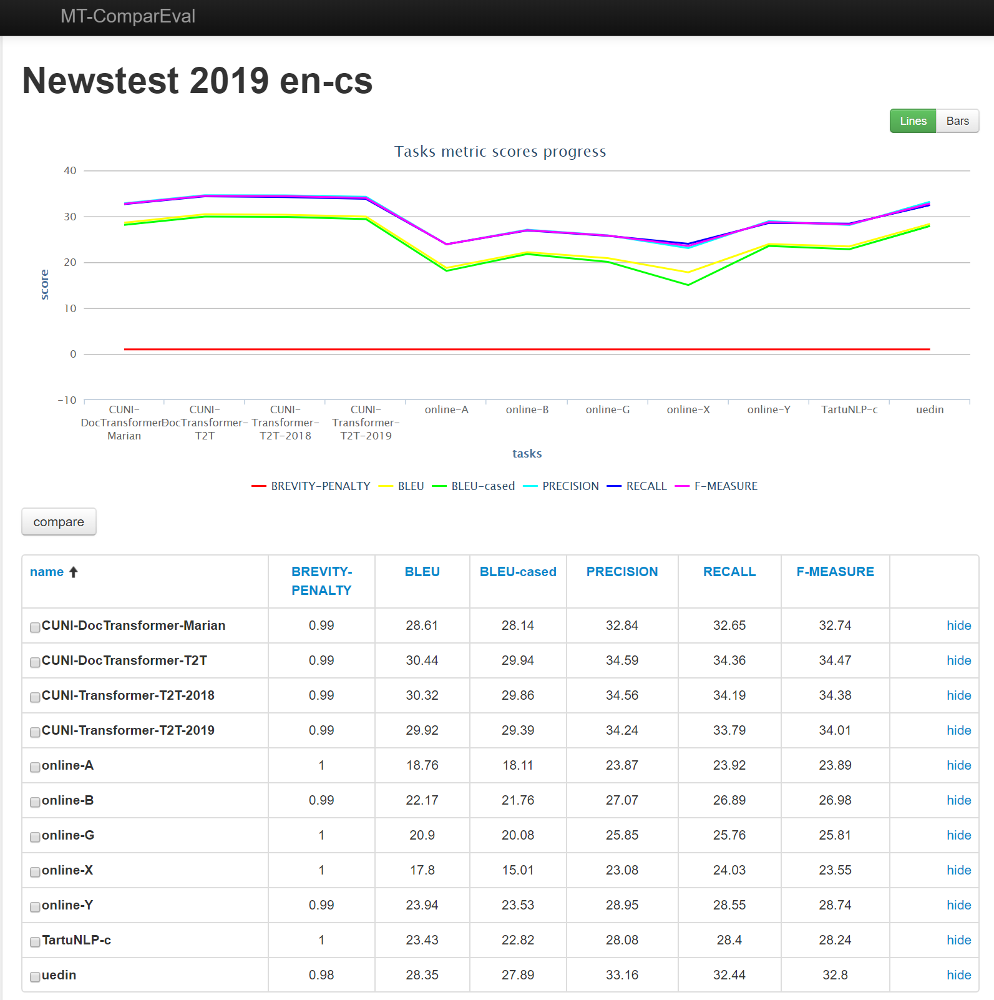 MT-ComparEval
Newstest 2019 en-cs
Lines Bars
Tasks metric scores progress
40
30
20
10
0
-10
score
CUNI-DocTransformer-Marian
CUNI-DocTransformer-T2T
CUNI-Transformer-T2T-2018
CUNI-Transformer-T2T-2019
online-A
online-B
online-G
online-X
online-Y
TartuNLP-c
uedin
tasks
BREVITY-PENALTY BLEU BLEU-cased PRECISION RECALL F-MEASURE
compare
name BREVITY-PENALTY BLEU BLEU-cased PRECISION RECALL F-MEASURE
CUNI-DocTransformer-Marian 0.99 28.61 28.14 32.84 32.65 32.74 hide
CUNI-DocTransformer-T2T 0.99 30.44 29.94 34.59 34.36 34.47 hide
CUNI-Transformer-T2T-2018 0.99 30.32 29.86 34.56 34.19 34.38 hide
CUNI-Transformer-T2T-2019 0.99 29.92 29.39 34.24 33.79 34.01 hide
online-A 1 18.76 18.11 23.87 23.92 23.89 hide
online-B 0.99 22.17 21.76 27.07 26.89 26.98 hide
online-G 1 20.9 20.08 25.85 25.76 25.81 hide
online-X 1 17.8 15.01 23.08 24.03 23.55 hide
online-Y 0.99 23.94 23.53 28.95 28.55 28.74 hide
TartuNLP-c 1 23.43 22.82 28.08 28.4 28.24 hide
uedin 0.98 28.35 27.89 33.16 32.44 32.8 hide